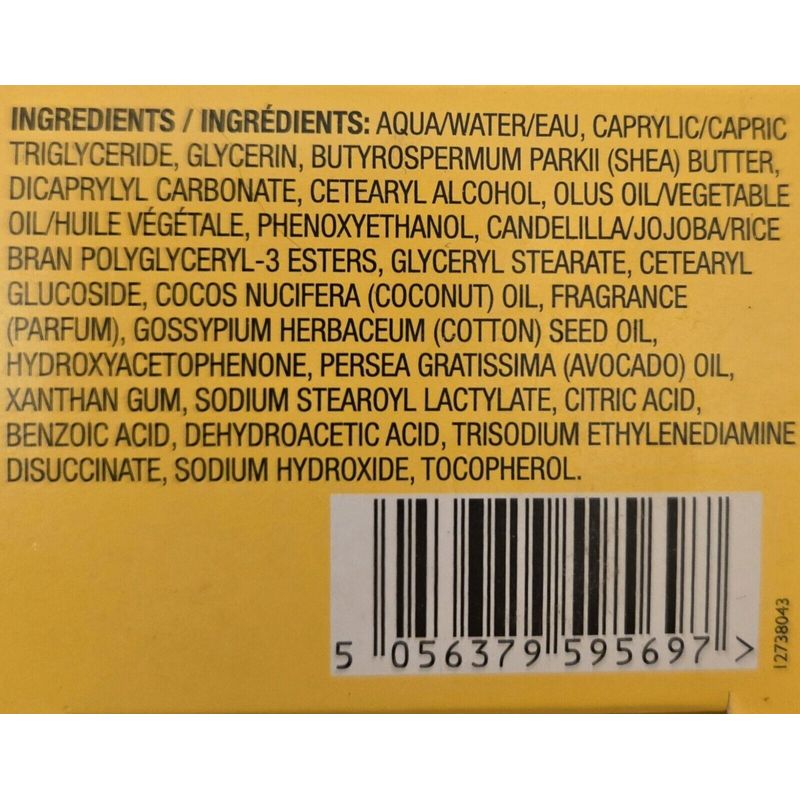 INGREDIENTS / INGRÉDIENTS: AQUA/WATER/EAU, CAPRYLIC/CAPRIC
TRIGLYCERIDE, GLYCERIN, BUTYROSPERMUM PARKII (SHEA) BUTTER,
DICAPRYLYL CARBONATE, CETEARYL ALCOHOL, OLUS OIL/VEGETABLE
OIL/HUILE VÉGÉTALE, PHENOXYETHANOL, CANDELILLA/JOJOBA/RICE
BRAN POLYGLYCERYL-3 ESTERS, GLYCERYL STEARATE, CETEARYL
GLUCOSIDE, COCOS NUCIFERA (COCONUT) OIL, FRAGRANCE
(PARFUM), GOSSYPIUM HERBACEUM (COTTON) SEED OIL,
HYDROXYACETOPHENONE, PERSEA GRATISSIMA (AVOCADO) OIL,
XANTHAN GUM, SODIUM STEAROYL LACTYLATE, CITRIC ACID,
BENZOIC ACID, DEHYDROACETIC ACID, TRISODIUM ETHYLENEDIAMINE
DISUCCINATE, SODIUM HYDROXIDE, TOCOPHEROL.
5 056379 595697 >
12738043